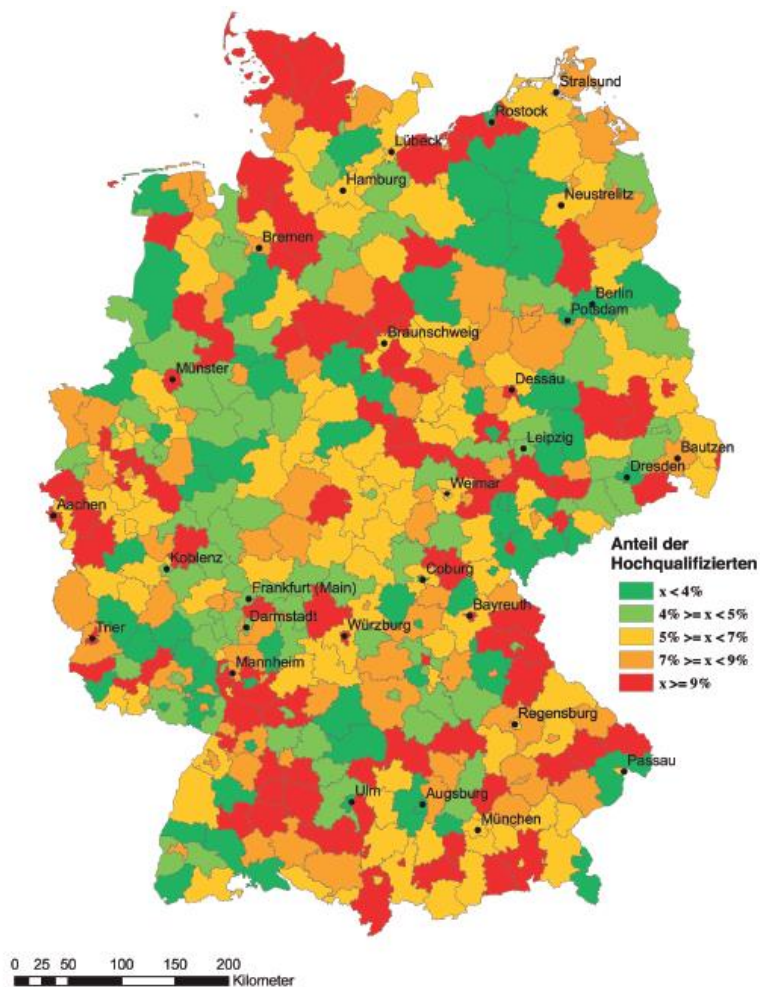 Stralsund
Rostock
Lübeck
Hamburg
Neustrelitz
Bremen
Berlin
Potsdam
Braunschweig
Münster
Dessau
Leipzig
Bautzen
Dresden
Weimar
Aachen
Anteil der
Hochqualifizierten
x < 4%
4% >= x < 5%
5% >= x < 7%
7% >= x < 9%
x >= 9%
Koblenz
Coburg
Frankfurt (Main)
Bayreuth
Darmstadt
Trier
Würzburg
Mannheim
Regensburg
Passau
Ulm
Augsburg
München
0 25 50 100 150 200
Kilometer